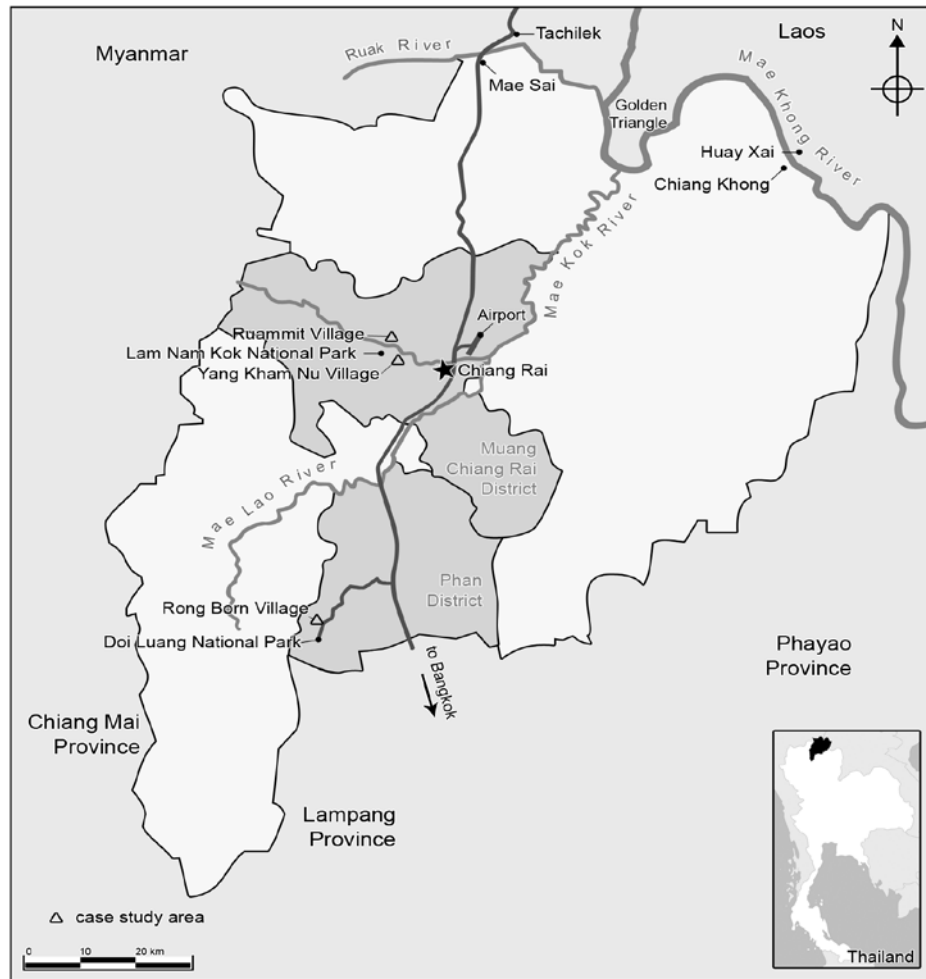 Myanmar
Ruak River
Tachilek
Laos
N
Mae Sai
Golden
Triangle
Mae Khong River
Huay Xai
Chiang Khong
Mae Kok River
Airport
Ruammit Village
Lam Nam Kok National Park
Yang Kham Nu Village
Chiang Rai
Muang
Chiang Rai
District
Mae Lao River
Phan
District
Rong Born Village
Doi Luang National Park
to Bangkok
Phayao
Province
Chiang Mai
Province
Lampang
Province
case study area
0 10 20 km
Thailand